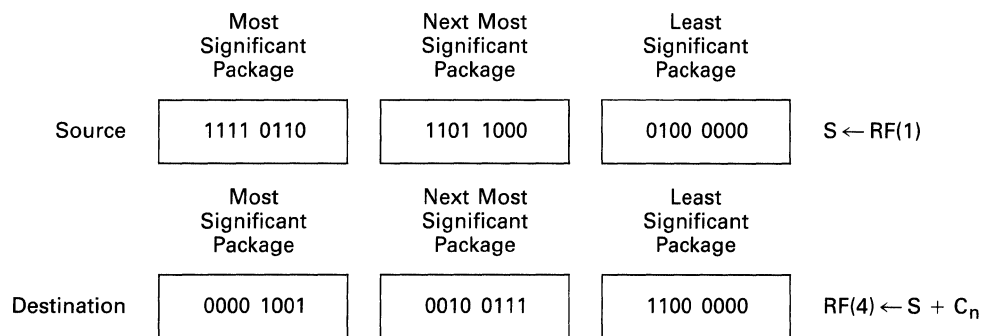 Most Next Most Least
Significant Significant Significant
Package Package Package
Source 1111 0110 1101 1000 0100 0000 S ← RF(1)
Most Next Most Least
Significant Significant Significant
Package Package Package
Destination 0000 1001 0010 0111 1100 0000 RF(4) ← S + Cn